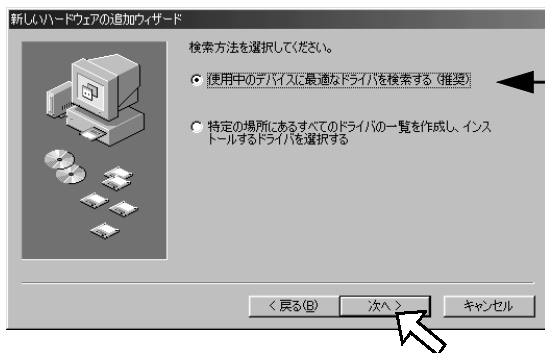 新しいハードウェアの追加ウィザード
検索方法を選択してください。
使用中のデバイスに最適なドライバを検索する (推奨)
特定の場所にあるすべてのドライバの一覧を作成し、インス
トールするドライバを選択する
< 戻る(B)
次へ >
キャンセル